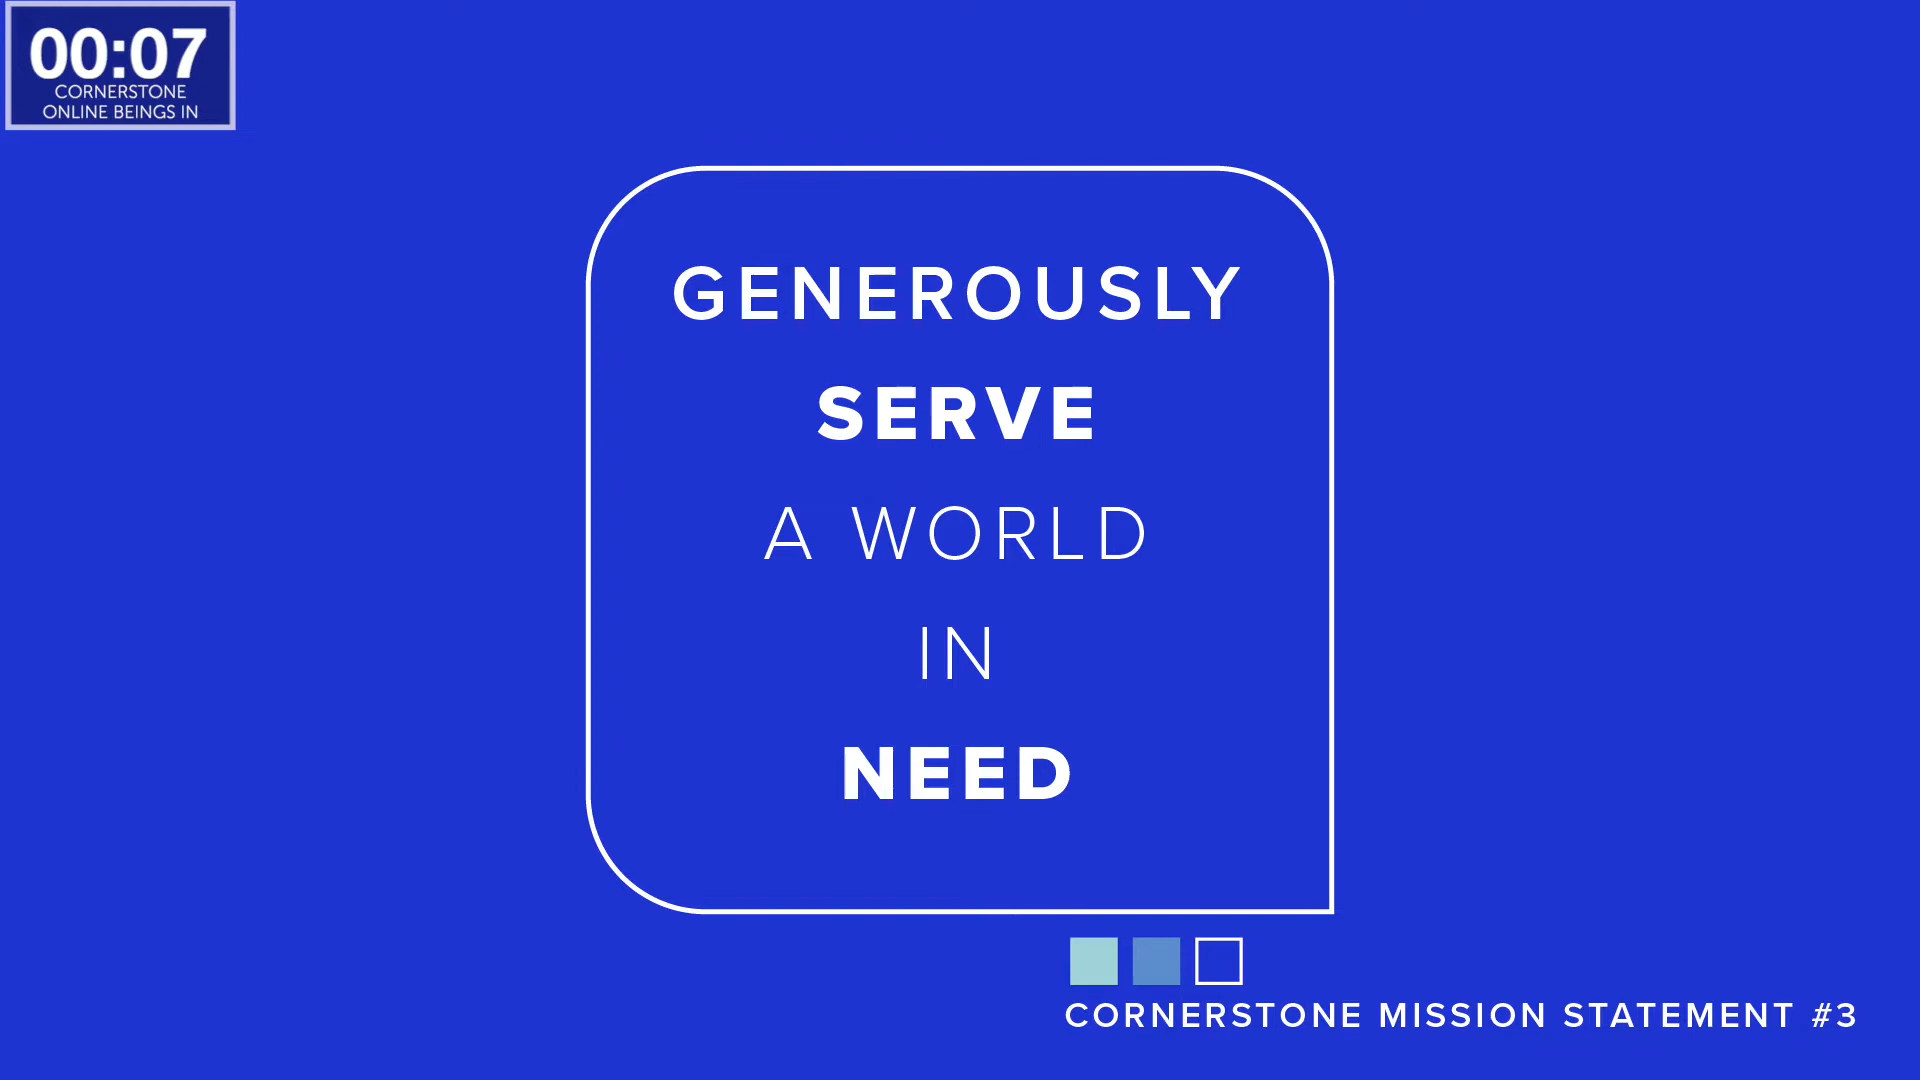 00:07
CORNERSTONE
ONLINE BEINGS IN
GENEROUSLY
SERVE
A WORLD
IN
NEED
CORNERSTONE MISSION STATEMENT #3